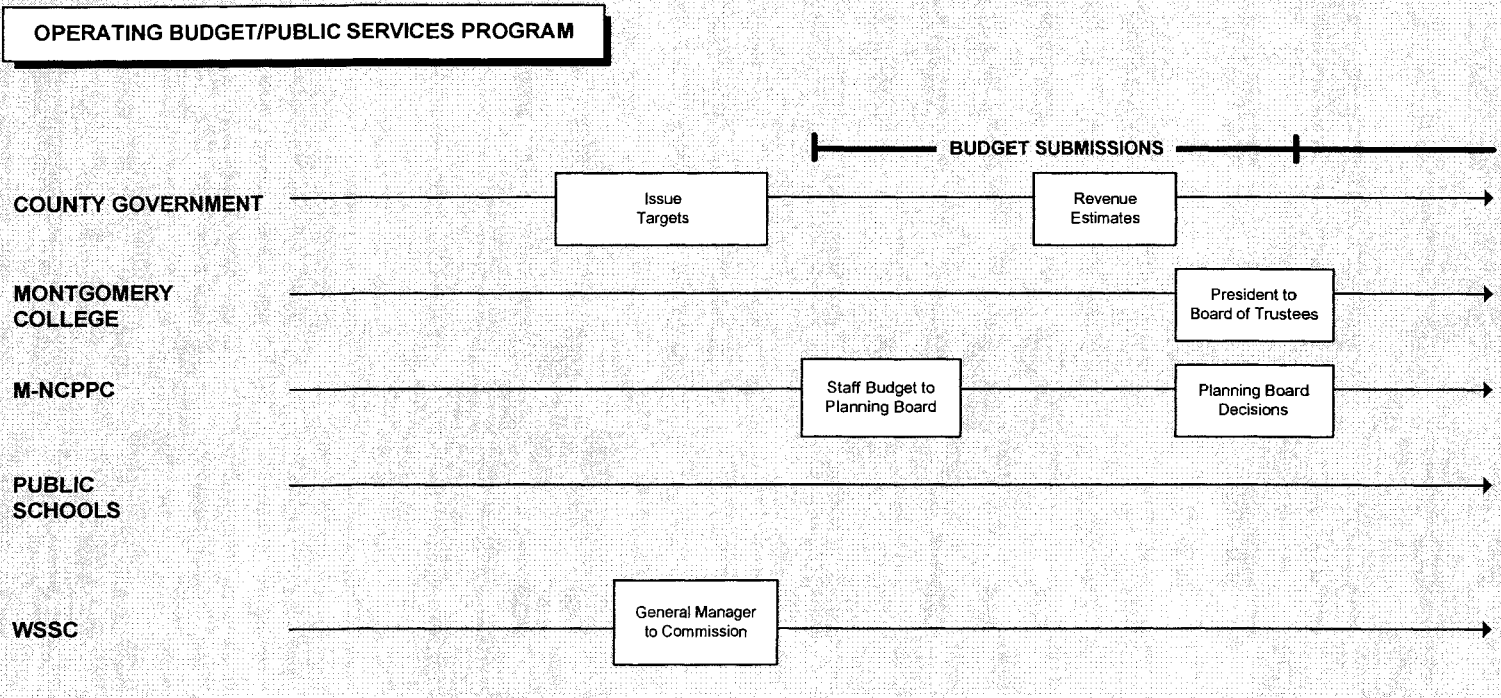 OPERATING BUDGET/PUBLIC SERVICES PROGRAM
BUDGET SUBMISSIONS
COUNTY GOVERNMENT
Issue
Targets
Revenue
Estimates
MONTGOMERY
COLLEGE
President to
Board of Trustees
M-NCPPC
Staff Budget to
Planning Board
Planning Board
Decisions
PUBLIC
SCHOOLS
WSSC
General Manager
to Commission